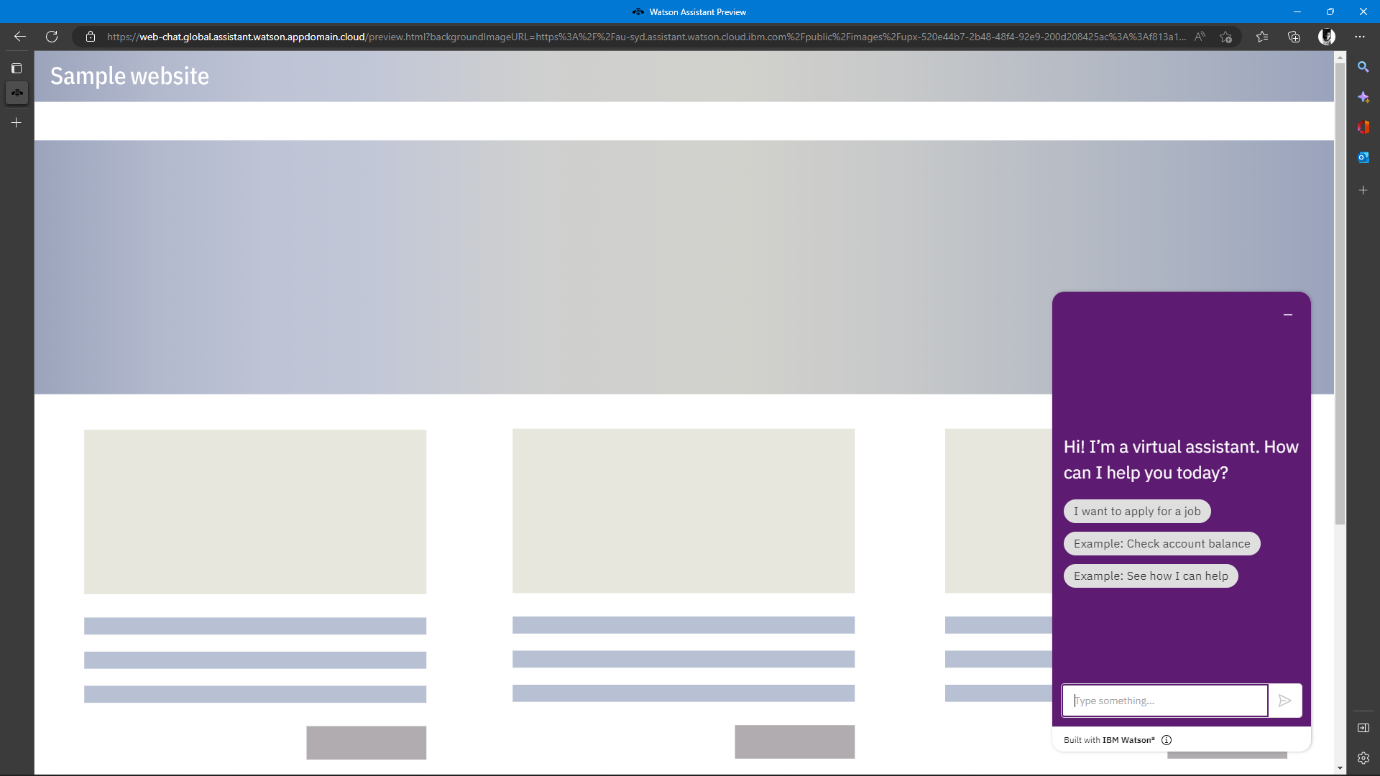 Watson Assistant Preview
https://web-chat.global.assistant.watson.appdomain.cloud/preview.html?backgroundImageURL=https%3A%2F%2Fau-syd.assistant.watson.cloud.ibm.com%2Fpublic%2Fimages%2Fupx-520e44b7-2b48-48f4-92e9-200d208425ac%3A%3Af813a1...
Sample website
Hi! I'm a virtual assistant. How
can I help you today?
I want to apply for a job
Example: Check account balance
Example: See how I can help
Type something...
Built with IBM Watson®